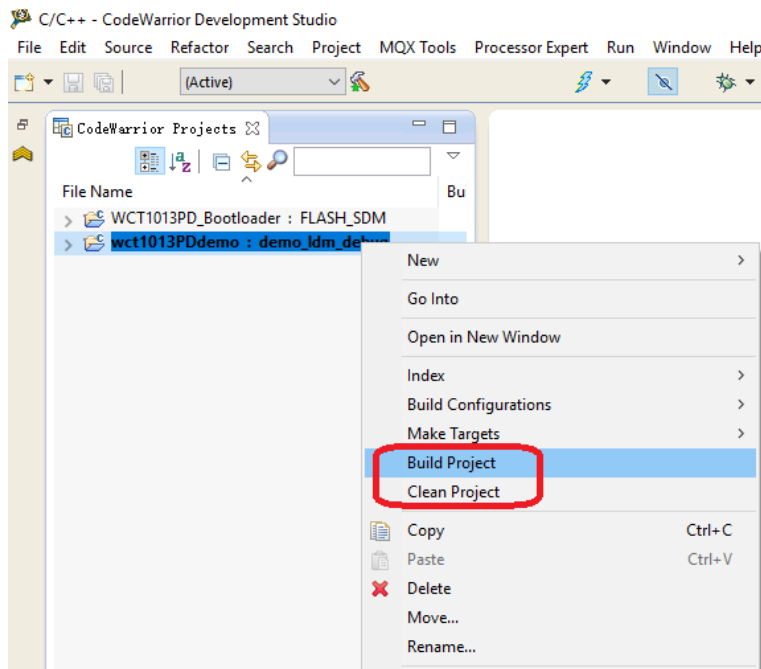 C/C++ - CodeWarrior Development Studio
File Edit Source Refactor Search Project MQX Tools Processor Expert Run Window Help
(Active)
CodeWarrior Projects
File Name Bu
WCT1013PD_Bootloader : FLASH_SDM
wct1013PDdemo : demo_ldm_debug
New
Go Into
Open in New Window
Index
Build Configurations
Make Targets
Build Project
Clean Project
Copy Ctrl+C
Paste Ctrl+V
Delete
Move...
Rename...